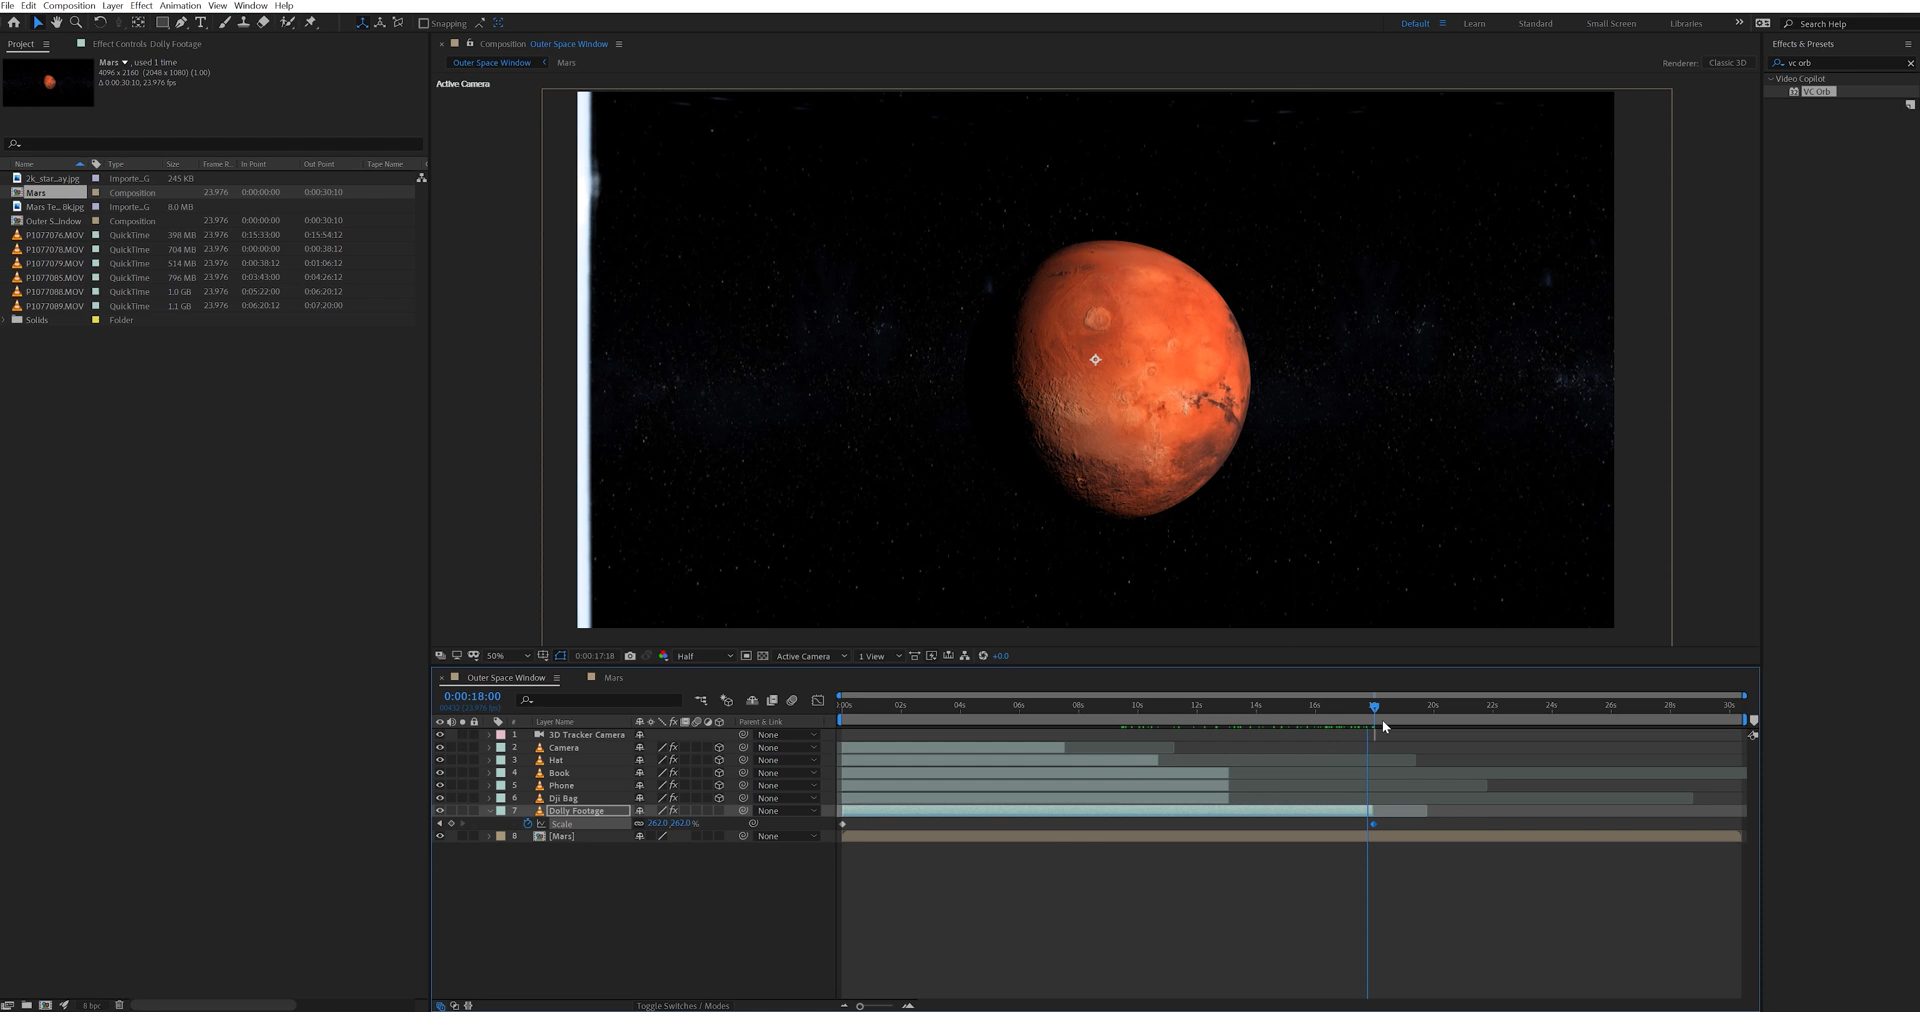 File Edit Composition Layer Effect Animation View Window Help
Snapping
Default Learn Standard Small Screen Libraries Search Help
Project Effect Controls Dolly Footage
Mars , used 1 time
4096 x 2160 (2048 x 1080) (1.00)
Δ 0:00:30:10, 23.976 fps
Name Type Size Frame R... In Point Out Point Tape Name
2k_star...ay.jpg Importe...G 245 KB
Mars Composition 23.976 0:00:00:00 0:00:30:10
Mars Te... 8k.jpg Importe...G 8.0 MB
Outer S...indow Composition 23.976 0:00:00:00 0:00:30:10
P1077076.MOV QuickTime 398 MB 23.976 0:15:33:00 0:15:54:12
P1077078.MOV QuickTime 704 MB 23.976 0:00:00:00 0:00:38:12
P1077079.MOV QuickTime 514 MB 23.976 0:00:38:12 0:01:06:12
P1077085.MOV QuickTime 796 MB 23.976 0:03:43:00 0:04:26:12
P1077088.MOV QuickTime 1.0 GB 23.976 0:05:22:00 0:06:20:12
P1077089.MOV QuickTime 1.1 GB 23.976 0:06:20:12 0:07:20:00
Solids Folder
8 bpc
× Composition Outer Space Window
Outer Space Window Mars
Renderer: Classic 3D
Active Camera
50% 0:00:17:18 Half Active Camera 1 View +0.0
Effects & Presets
vc orb
Video Copilot
VC Orb
× Outer Space Window Mars
0:00:18:00
00432 (23.976 fps)
# Layer Name Parent & Link
1 3D Tracker Camera None
2 Camera None
3 Hat None
4 Book None
5 Phone None
6 Dji Bag None
7 Dolly Footage None
Scale 262.0,262.0%
8 [Mars] None
02s 04s 06s 08s 10s 12s 14s 16s 20s 22s 24s 26s 28s 30s
Toggle Switches / Modes